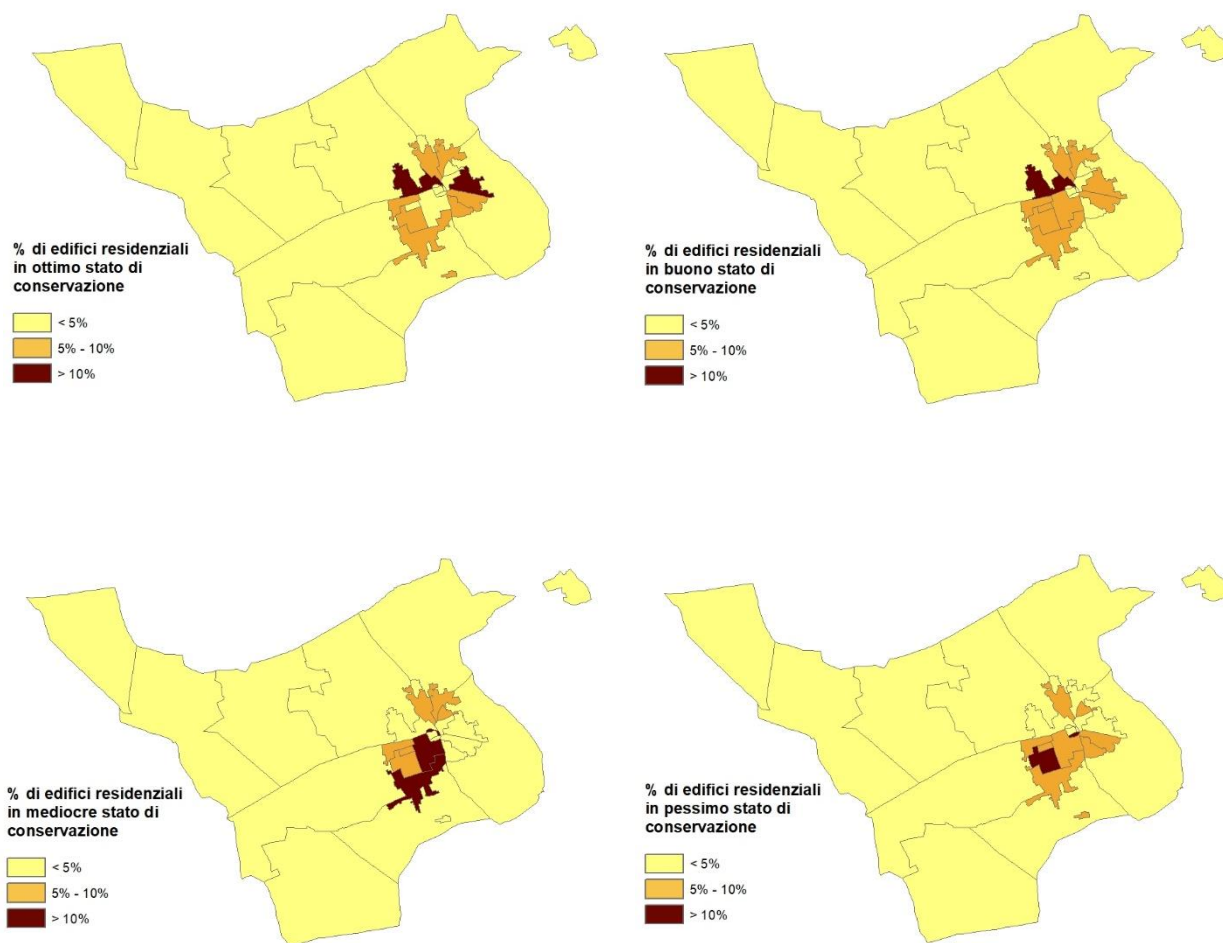 % di edifici residenziali
in ottimo stato di
conservazione
< 5%
5% - 10%
> 10%
% di edifici residenziali
in buono stato di
conservazione
< 5%
5% - 10%
> 10%
% di edifici residenziali
in mediocre stato di
conservazione
< 5%
5% - 10%
> 10%
% di edifici residenziali
in pessimo stato di
conservazione
< 5%
5% - 10%
> 10%